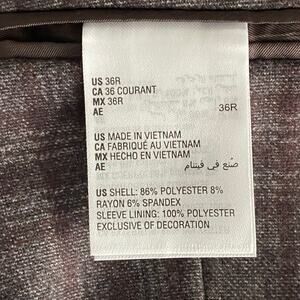 US 36R
CA 36 COURANT
MX 36R
AE 36R
US MADE IN VIETNAM
CA FABRIQUÉ AU VIETNAM
MX HECHO EN VIETNAM
AE صنع في فيتنام
US SHELL: 86% POLYESTER 8%
RAYON 6% SPANDEX
SLEEVE LINING: 100% POLYESTER
EXCLUSIVE OF DECORATION